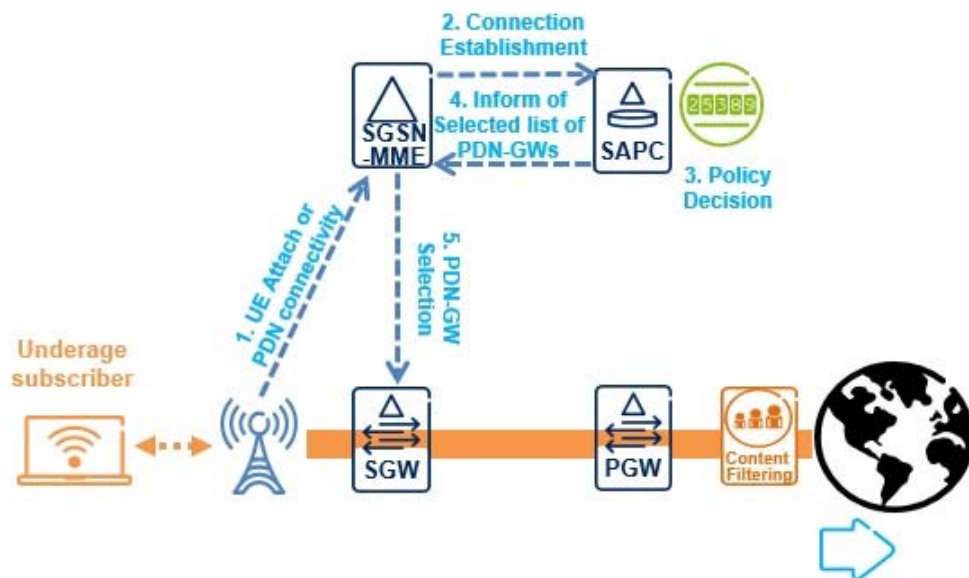 2. Connection
Establishment
SGSN
-MME
4. Inform of
Selected list of
PDN-GWs
SAPC
25389
3. Policy
Decision
1. UE Attach or
PDN connectivity
5. PDN-GW
Selection
Underage
subscriber
SGW
PGW
Content
Filtering